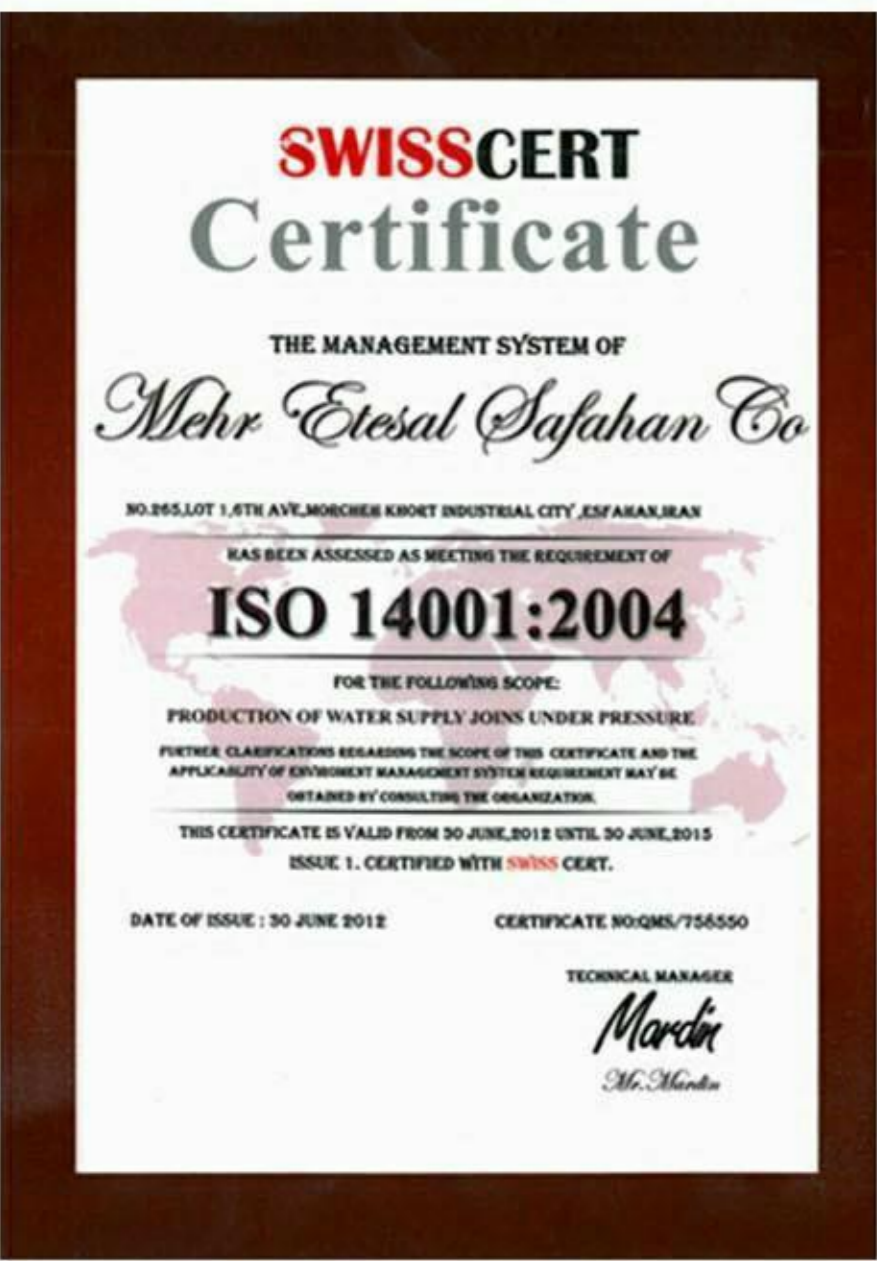 SWISSCERT
Certificate
THE MANAGEMENT SYSTEM OF
Mehr Etesal Safahan Co
NO.265,LOT 1,6TH AVE,MORCHEH KHORT INDUSTRIAL CITY ,ESFAHAN,IRAN
HAS BEEN ASSESSED AS MEETING THE REQUIREMENT OF
ISO 14001:2004
FOR THE FOLLOWING SCOPE:
PRODUCTION OF WATER SUPPLY JOINS UNDER PRESSURE
FURTHER CLARIFICATIONS REGARDING THE SCOPE OF THIS CERTIFICATE AND THE
APPLICABLITY OF ENVIROMENT MANAGEMENT SYSTEM REQUIREMENT MAY BE
OBTAINED BY CONSULTING THE ORGANIZATION.
THIS CERTIFICATE IS VALID FROM 30 JUNE,2012 UNTIL 30 JUNE,2015
ISSUE 1. CERTIFIED WITH SWISS CERT.
DATE OF ISSUE : 30 JUNE 2012
CERTIFICATE NO:QMS/756550
TECHNICAL MANAGER
Mardin
Mr.Mardin